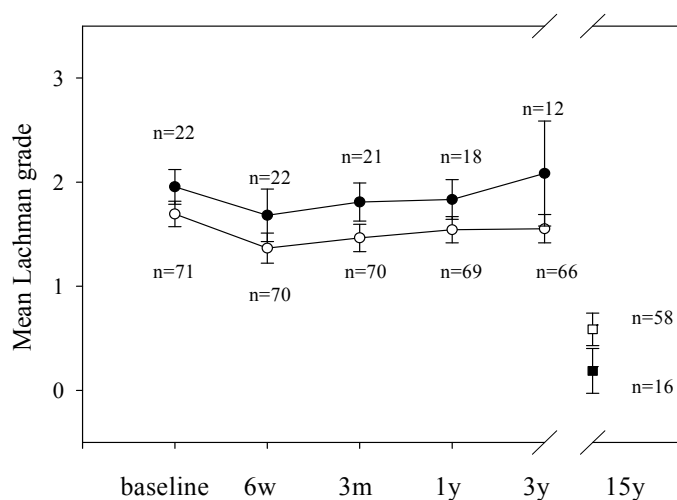 3
n=12
n=22
n=21
n=18
n=22
2
n=71
n=70
n=70
n=69
n=66
1
n=58
n=16
0
Mean Lachman grade
baseline 6w 3m 1y 3y 15y